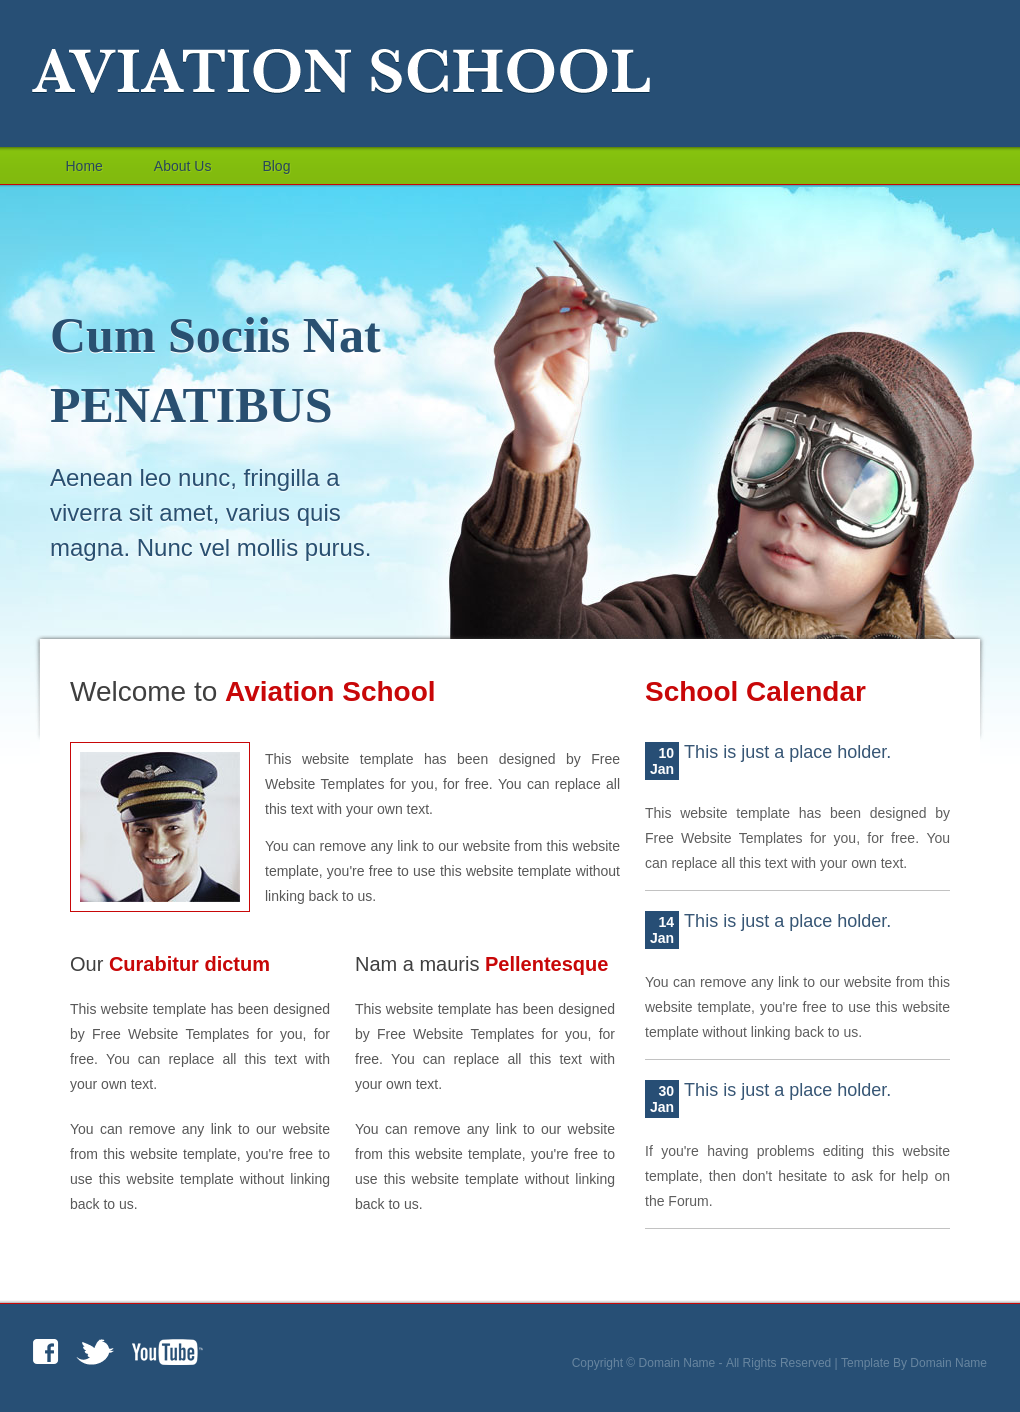 AVIATION SCHOOL
Home
About Us
Blog
Cum Sociis Nat
PENATIBUS
Aenean leo nunc, fringilla a
viverra sit amet, varius quis
magna. Nunc vel mollis purus.
Welcome to Aviation School
This website template has been designed by Free
Website Templates for you, for free. You can replace all
this text with your own text.
You can remove any link to our website from this website
template, you're free to use this website template without
linking back to us.
Our Curabitur dictum
This website template has been designed
by Free Website Templates for you, for
free. You can replace all this text with
your own text.
You can remove any link to our website
from this website template, you're free to
use this website template without linking
back to us.
Nam a mauris Pellentesque
This website template has been designed
by Free Website Templates for you, for
free. You can replace all this text with
your own text.
You can remove any link to our website
from this website template, you're free to
use this website template without linking
back to us.
School Calendar
10
Jan
This is just a place holder.
This website template has been designed by
Free Website Templates for you, for free. You
can replace all this text with your own text.
14
Jan
This is just a place holder.
You can remove any link to our website from this
website template, you're free to use this website
template without linking back to us.
30
Jan
This is just a place holder.
If you're having problems editing this website
template, then don't hesitate to ask for help on
the Forum.
YouTube
Copyright © Domain Name - All Rights Reserved | Template By Domain Name